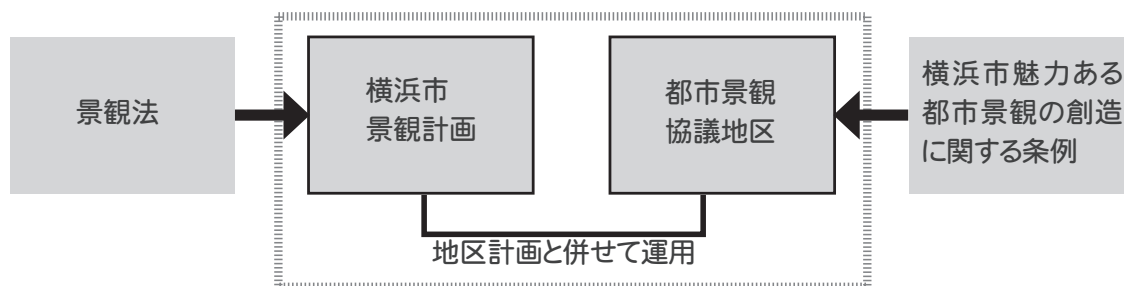 景観法
横浜市
景観計画
都市景観
協議地区
横浜市魅力ある
都市景観の創造
に関する条例
地区計画と併せて運用